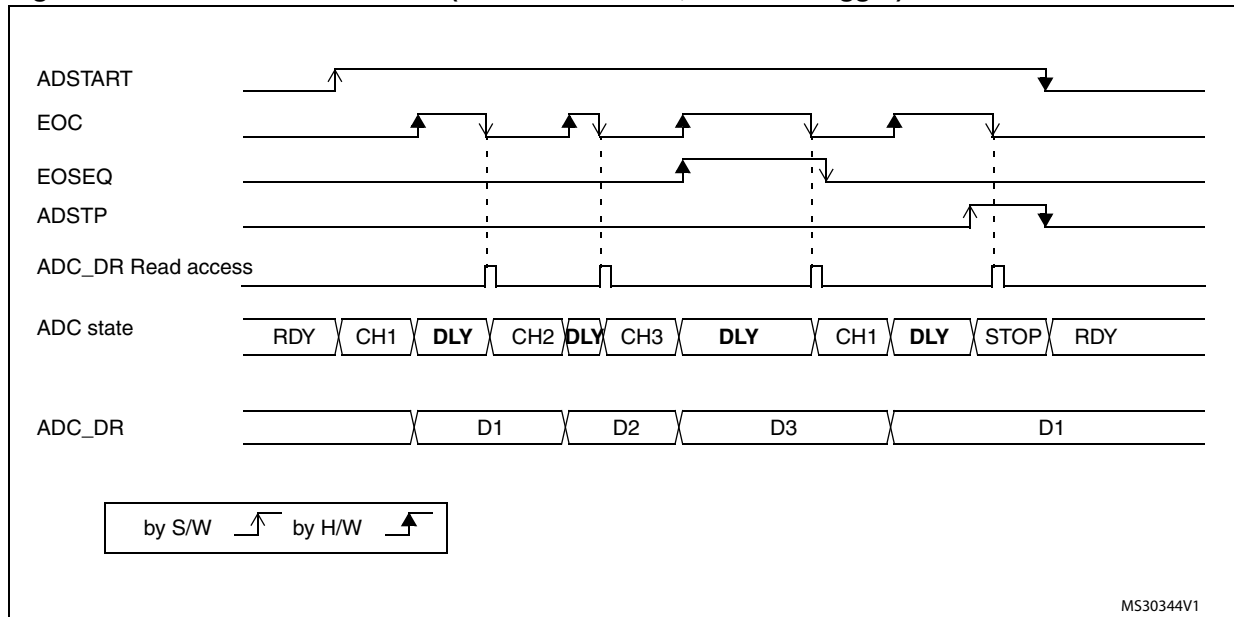 ADSTART
EOC
EOSEQ
ADSTP
ADC_DR Read access
ADC state RDY CH1 DLY CH2 DLY CH3 DLY CH1 DLY STOP RDY
ADC_DR D1 D2 D3 D1
by S/W by H/W
MS30344V1